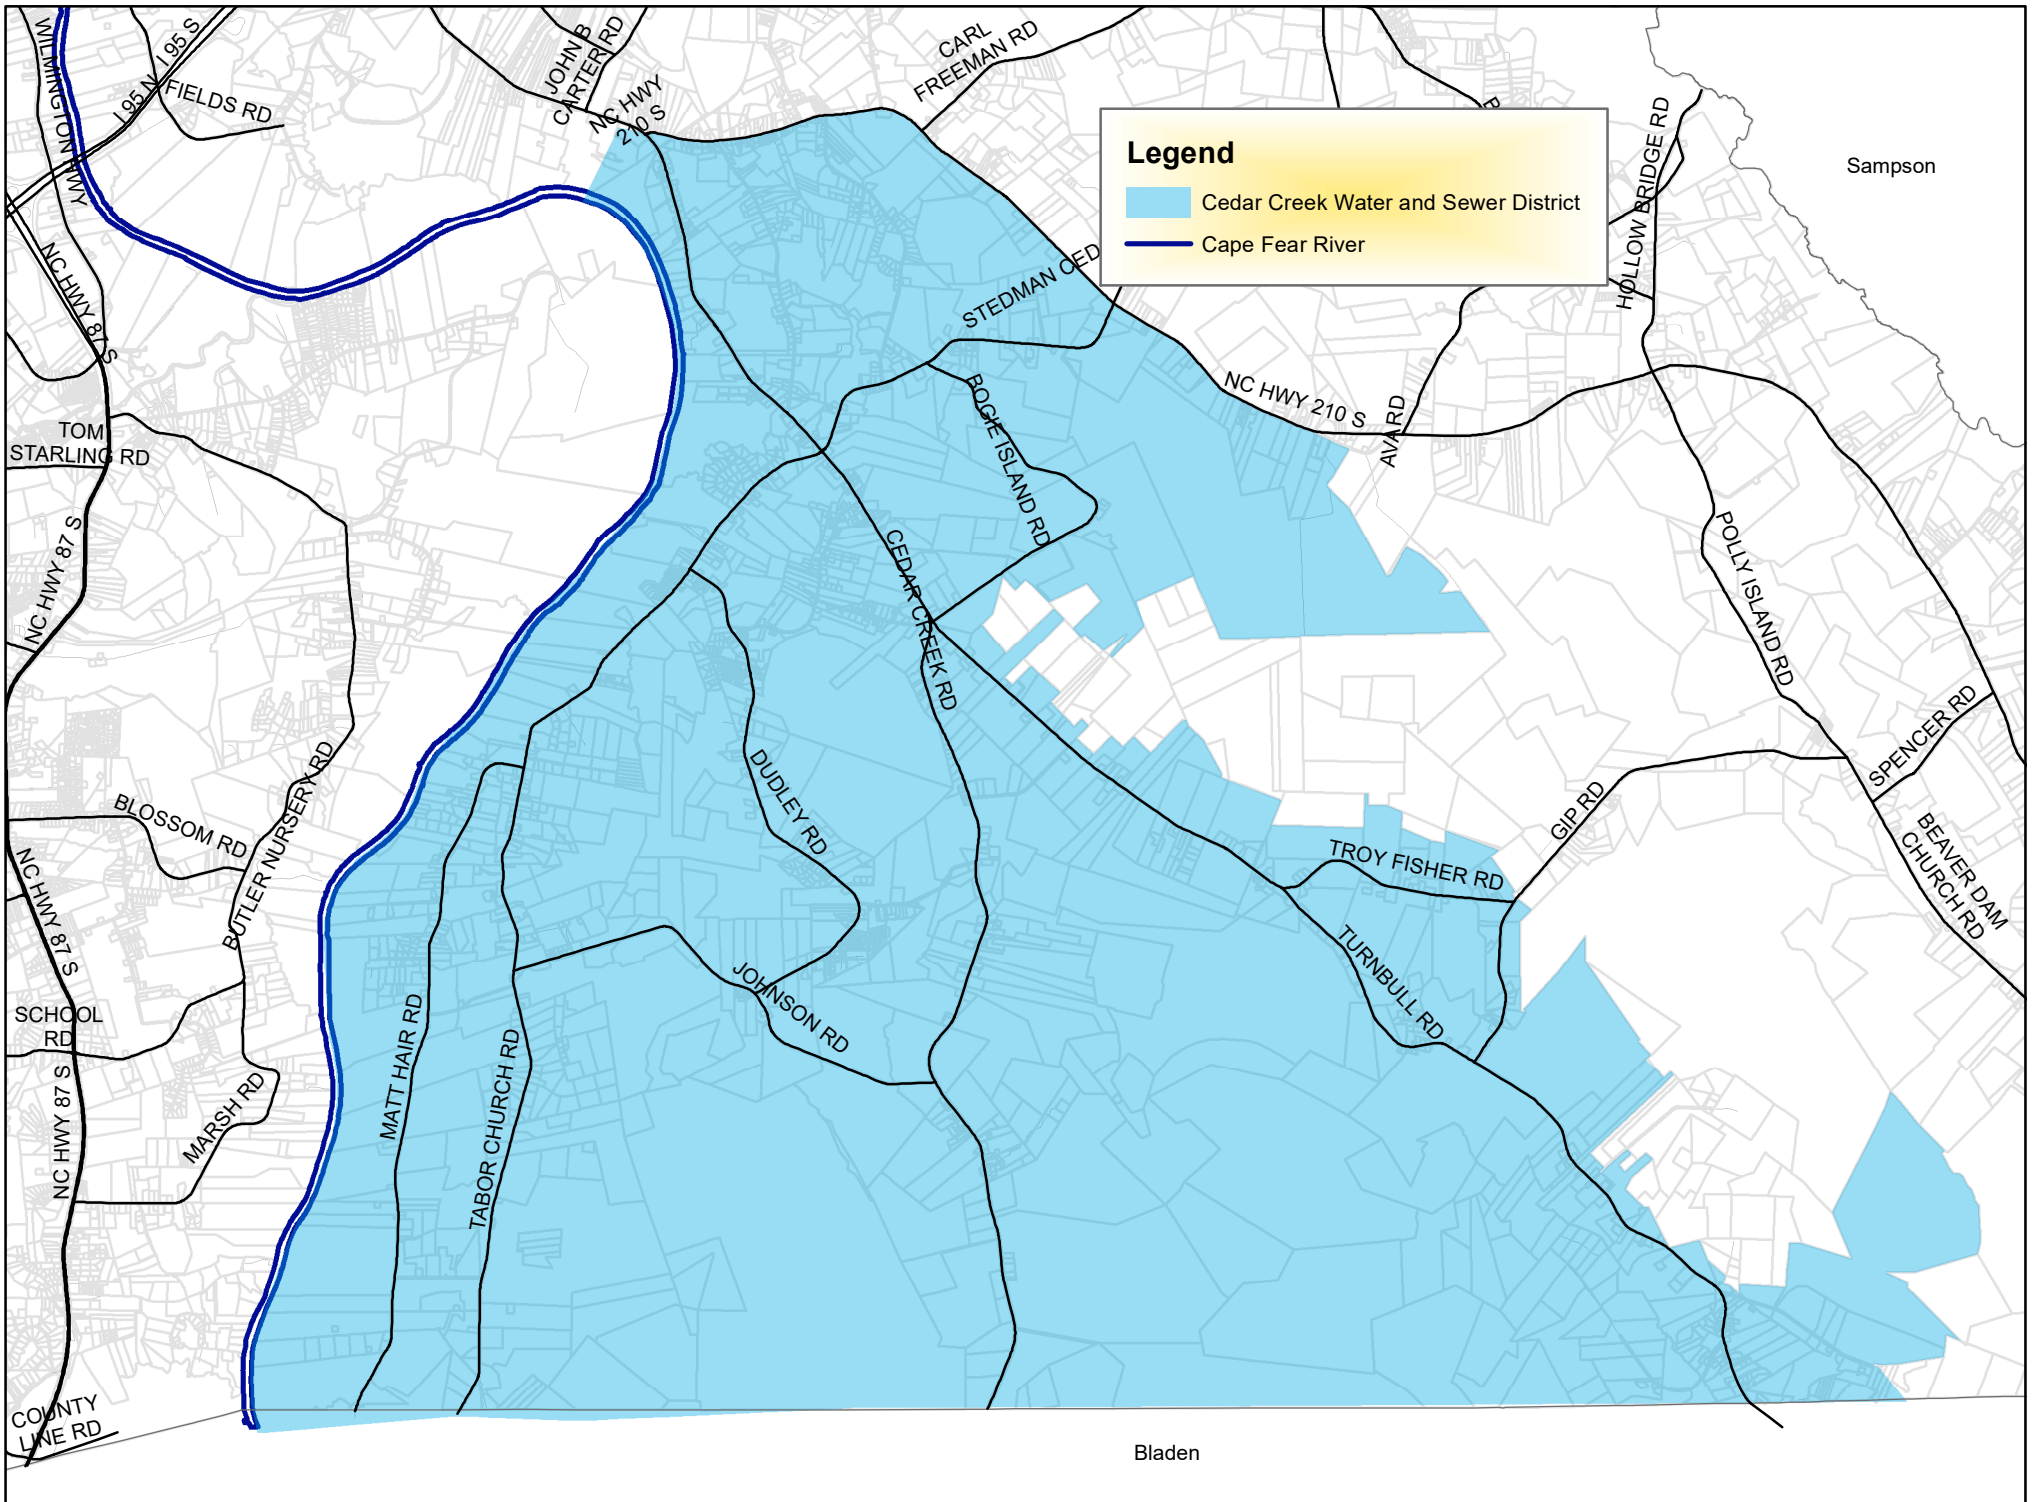 WILMINGTON HWY
I 95 N
I 95 S
FIELDS RD
JOHN B
CARTER RD
NC HWY
210 S
CARL
FREEMAN RD
Legend
Cedar Creek Water and Sewer District
Cape Fear River
HOLLOW BRIDGE RD
Sampson
NC HWY 87 S
STEDMAN CED
BOGIE ISLAND RD
NC HWY 210 S
AVARD
TOM
STARLING RD
NC HWY 87 S
CEDAR CREEK RD
POLLY ISLAND RD
SPENCER RD
BLOSSOM RD
BUTLER NURSERY RD
DUDLEY RD
GIP RD
TROY FISHER RD
BEAVER DAM
CHURCH RD
NC HWY 87 S
TURNBULL RD
JOHNSON RD
SCHOOL
RD
MATT HAIR RD
TABOR CHURCH RD
NC HWY 87 S
MARSH RD
COUNTY
LINE RD
Bladen